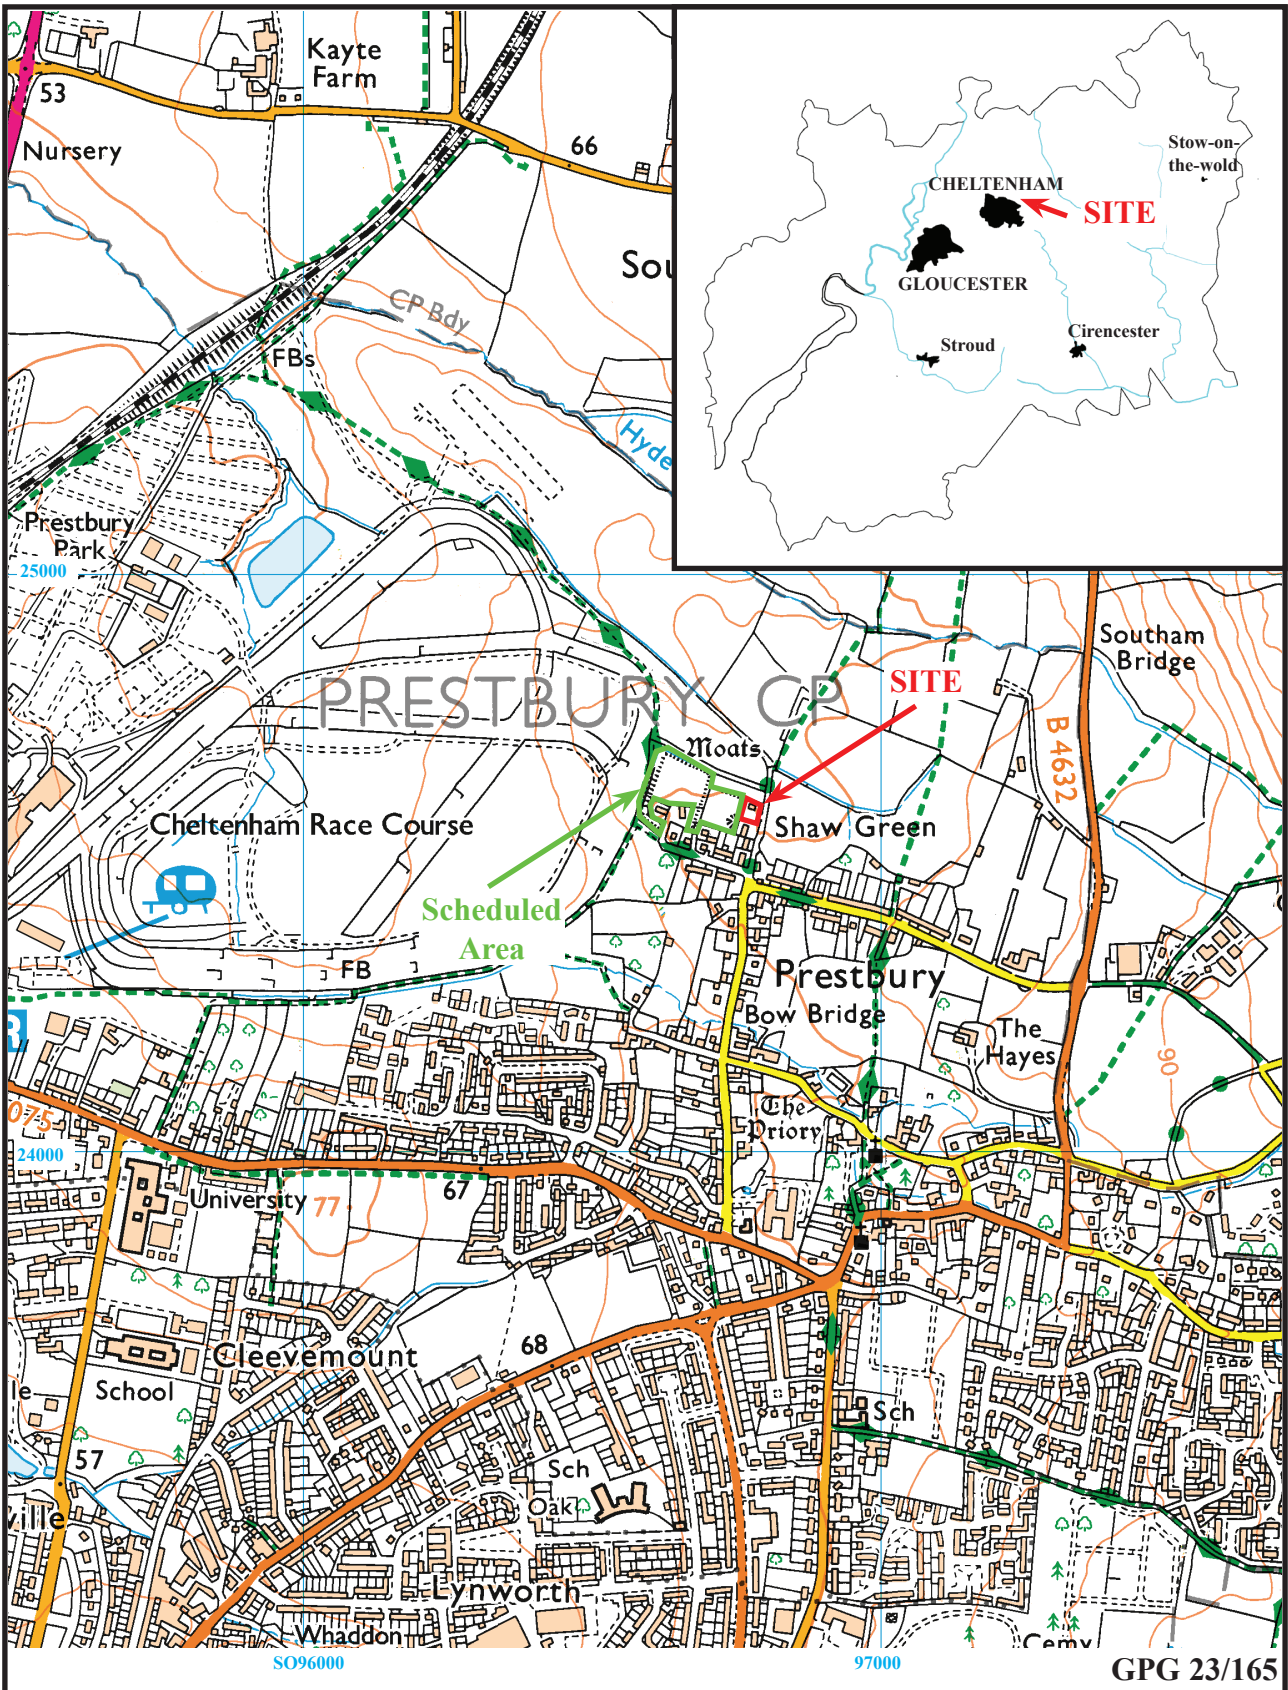 Kayte
Farm
53
Nursery
66
Sou
CP Bdy
FBs
Hyde
Stow-on-
the-wold
CHELTENHAM
SITE
GLOUCESTER
Cirencester
Stroud
Prestbury
Park
25000
Southam
Bridge
SITE
PRESTBURY CP
Moats
B 4632
Cheltenham Race Course
Shaw Green
Scheduled
Area
FB
Prestbury
Bow Bridge
The
Hayes
90
075
The
Priory
24000
University
77
67
68
Cleevemount
School
le
57
Sch
Sch
Oak
ville
Lynworth
Whaddon
Cemy
SO96000
97000
GPG 23/165